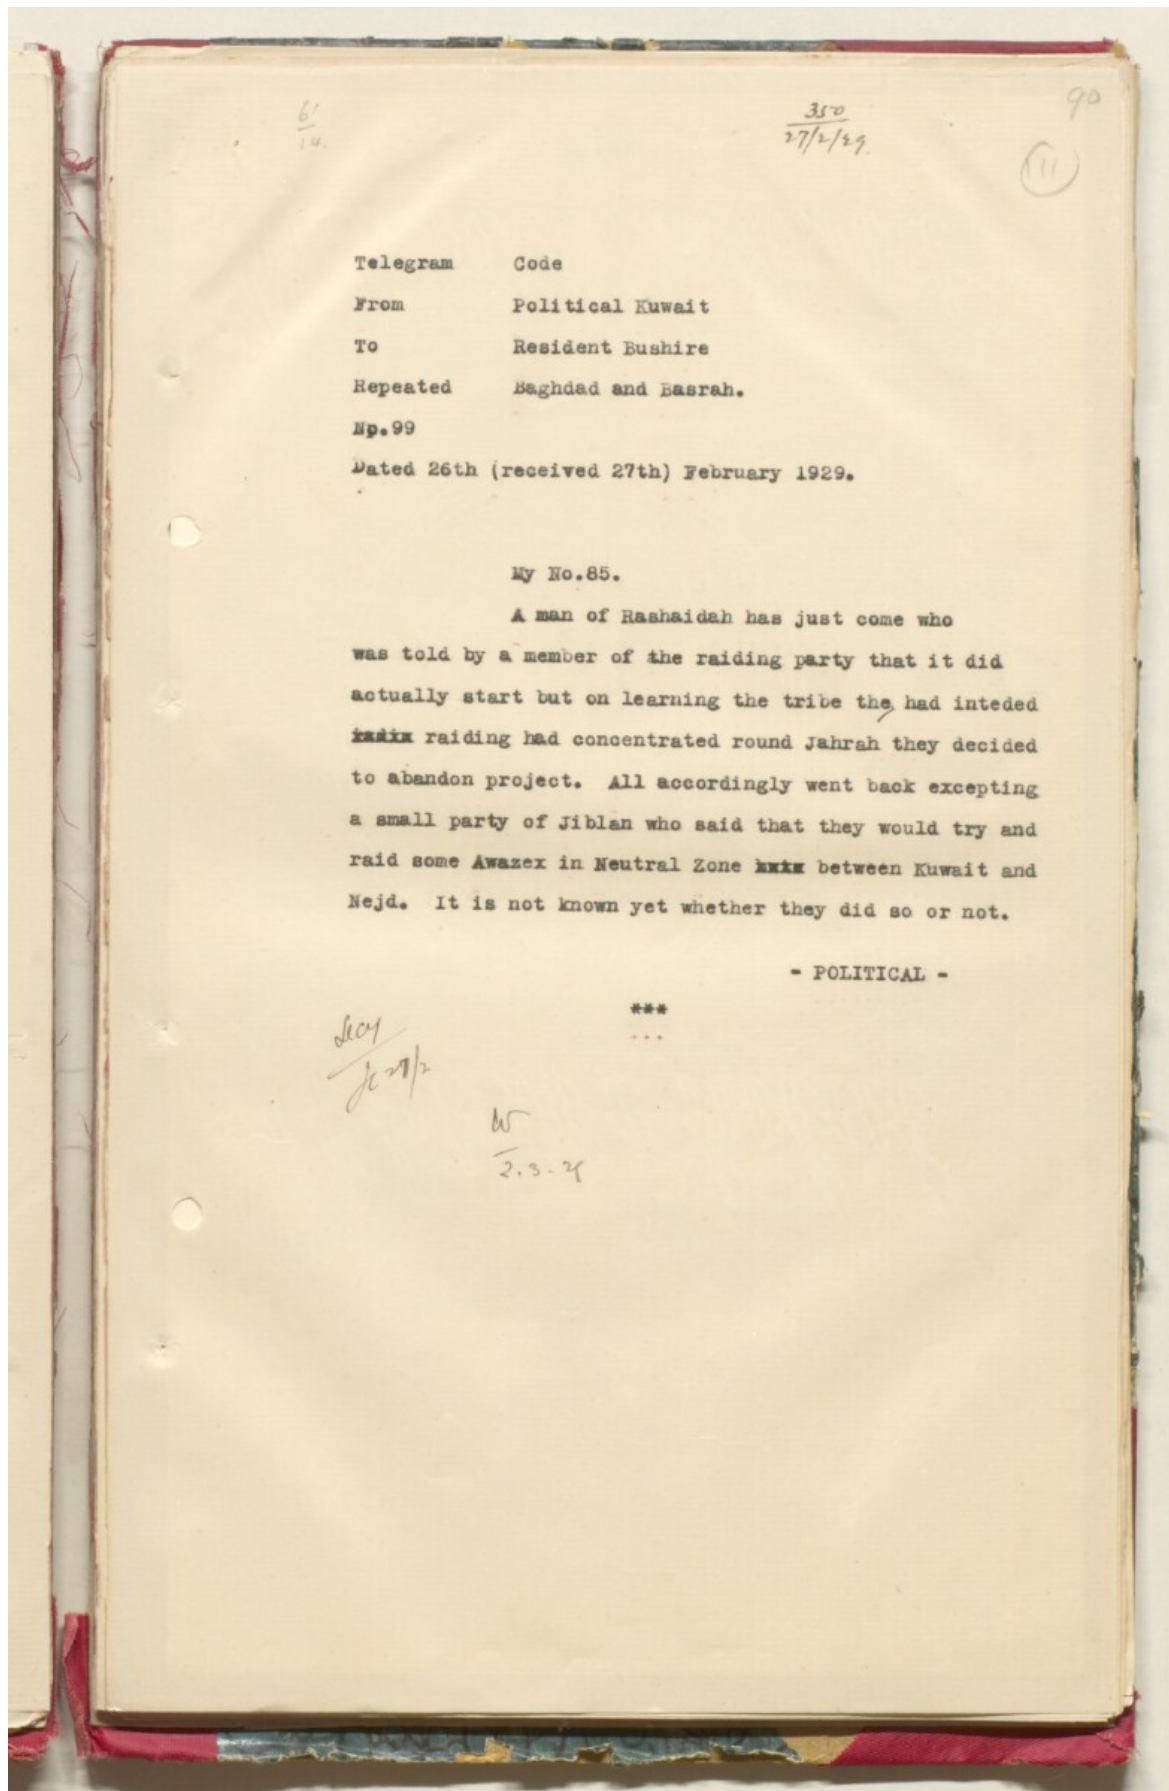 61
14.
350
27/2/29.
90
111
Telegram Code
From Political Kuwait
To Resident Bushire
Repeated Baghdad and Basrah.
No.99
Dated 26th (received 27th) February 1929.
My No.85.
A man of Rashaidah has just come who
was told by a member of the raiding party that it did
actually start but on learning the tribe the, had inteded
raiding had concentrated round Jahrah they decided
to abandon project. All accordingly went back excepting
a small party of Jiblan who said that they would try and
raid some Awazex in Neutral Zone between Kuwait and
Nejd. It is not known yet whether they did so or not.
- POLITICAL -
***
...
27/2
2.3.29